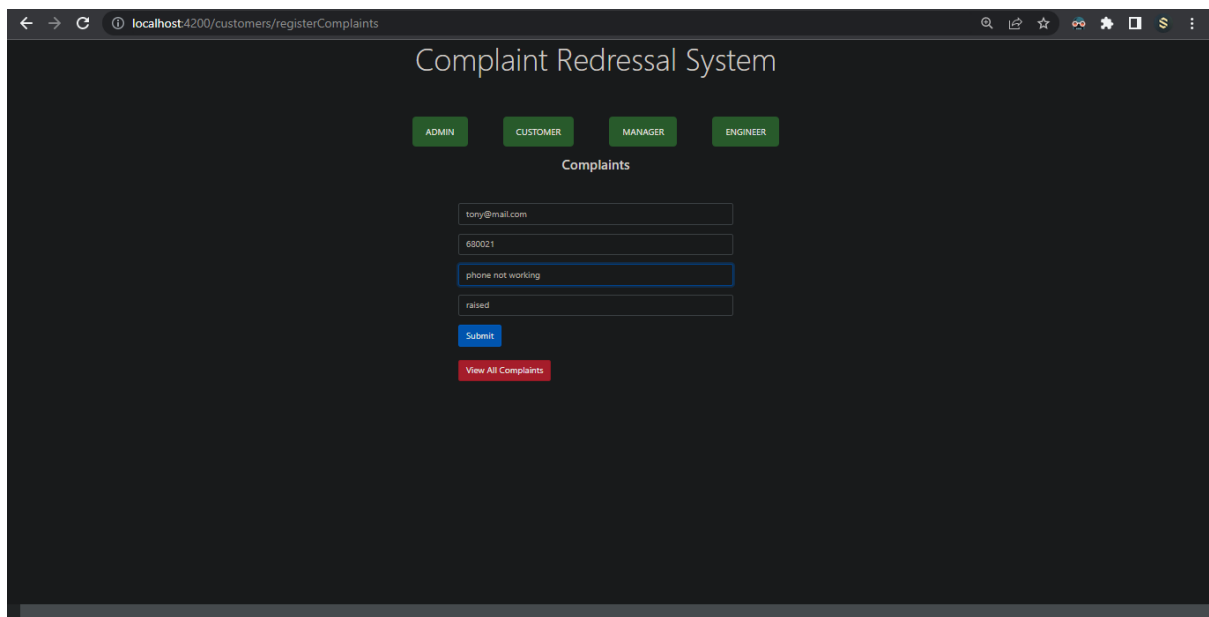 localhost:4200/customers/registerComplaints
Complaint Redressal System
ADMIN CUSTOMER MANAGER ENGINEER
Complaints
tony@mail.com
680021
phone not working
raised
Submit
View All Complaints